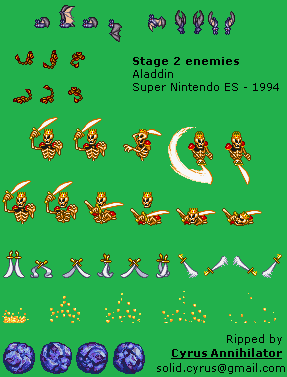 Stage 2 enemies
Aladdin
Super Nintendo ES - 1994
Ripped by
Cyrus Annihilator
solid.cyrus@gmail.com